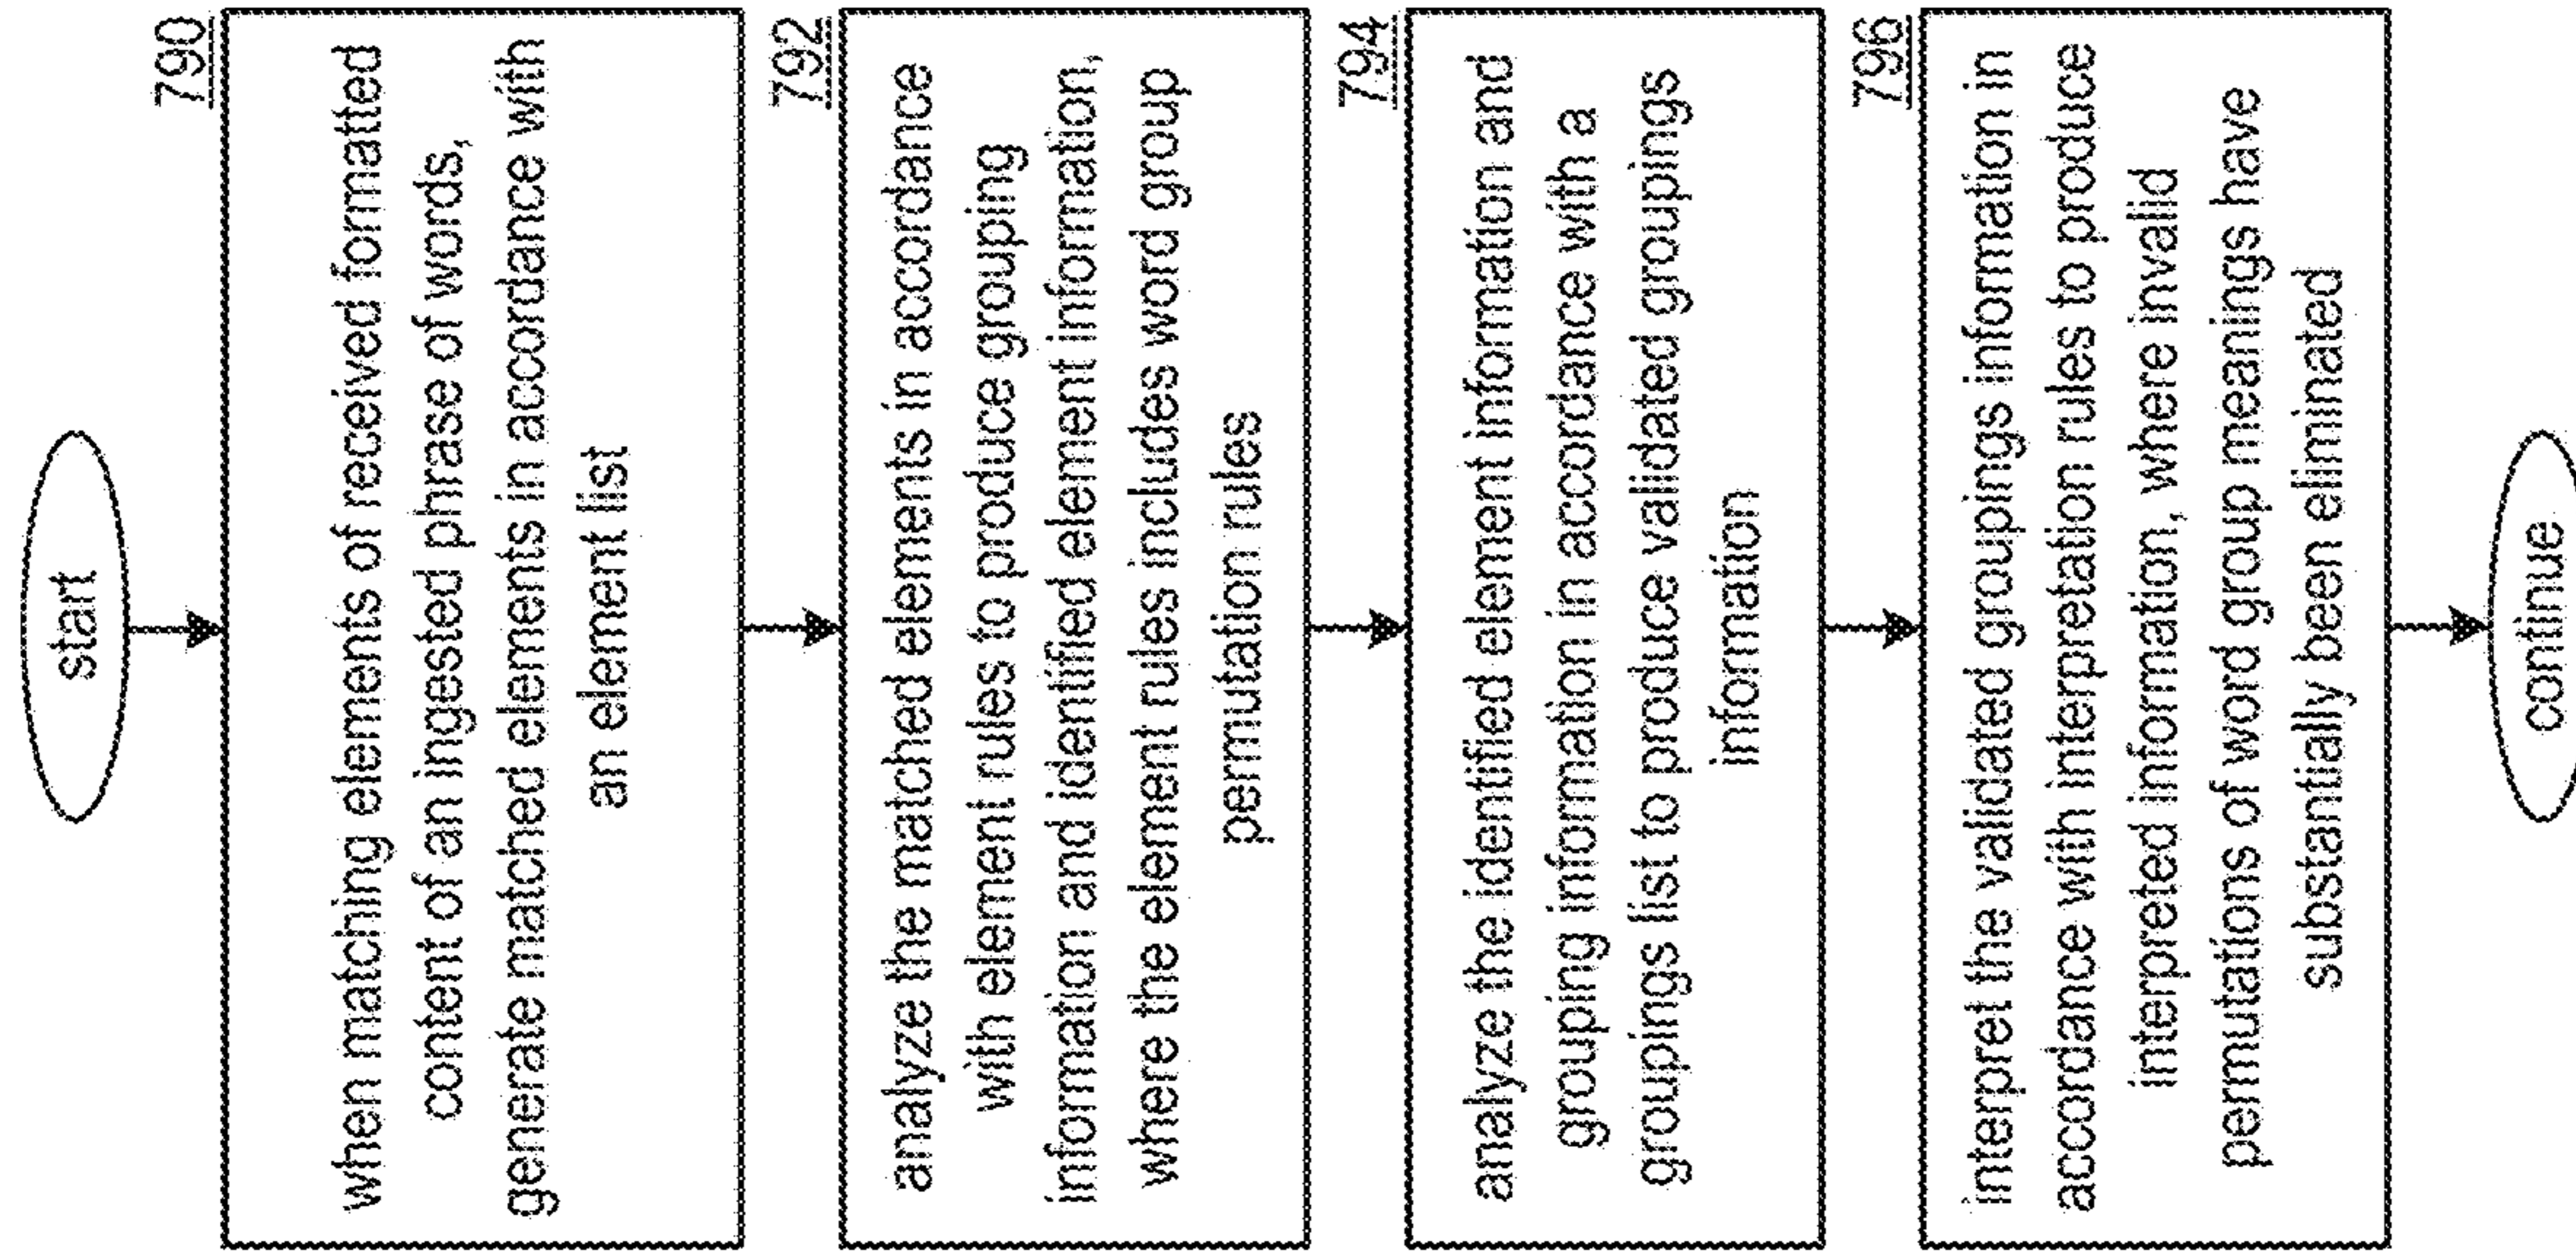 start
790
when matching elements of received formatted
content of an ingested phrase of words,
generate matched elements in accordance with
an element list
792
analyze the matched elements in accordance
with element rules to produce grouping
information and identified element information,
where the element rules includes word group
permutation rules
794
analyze the identified element information and
grouping information in accordance with a
groupings list to produce validated groupings
information
796
interpret the validated groupings information in
accordance with interpretation rules to produce
interpreted information, where invalid
permutations of word group meanings have
substantially been eliminated
continue